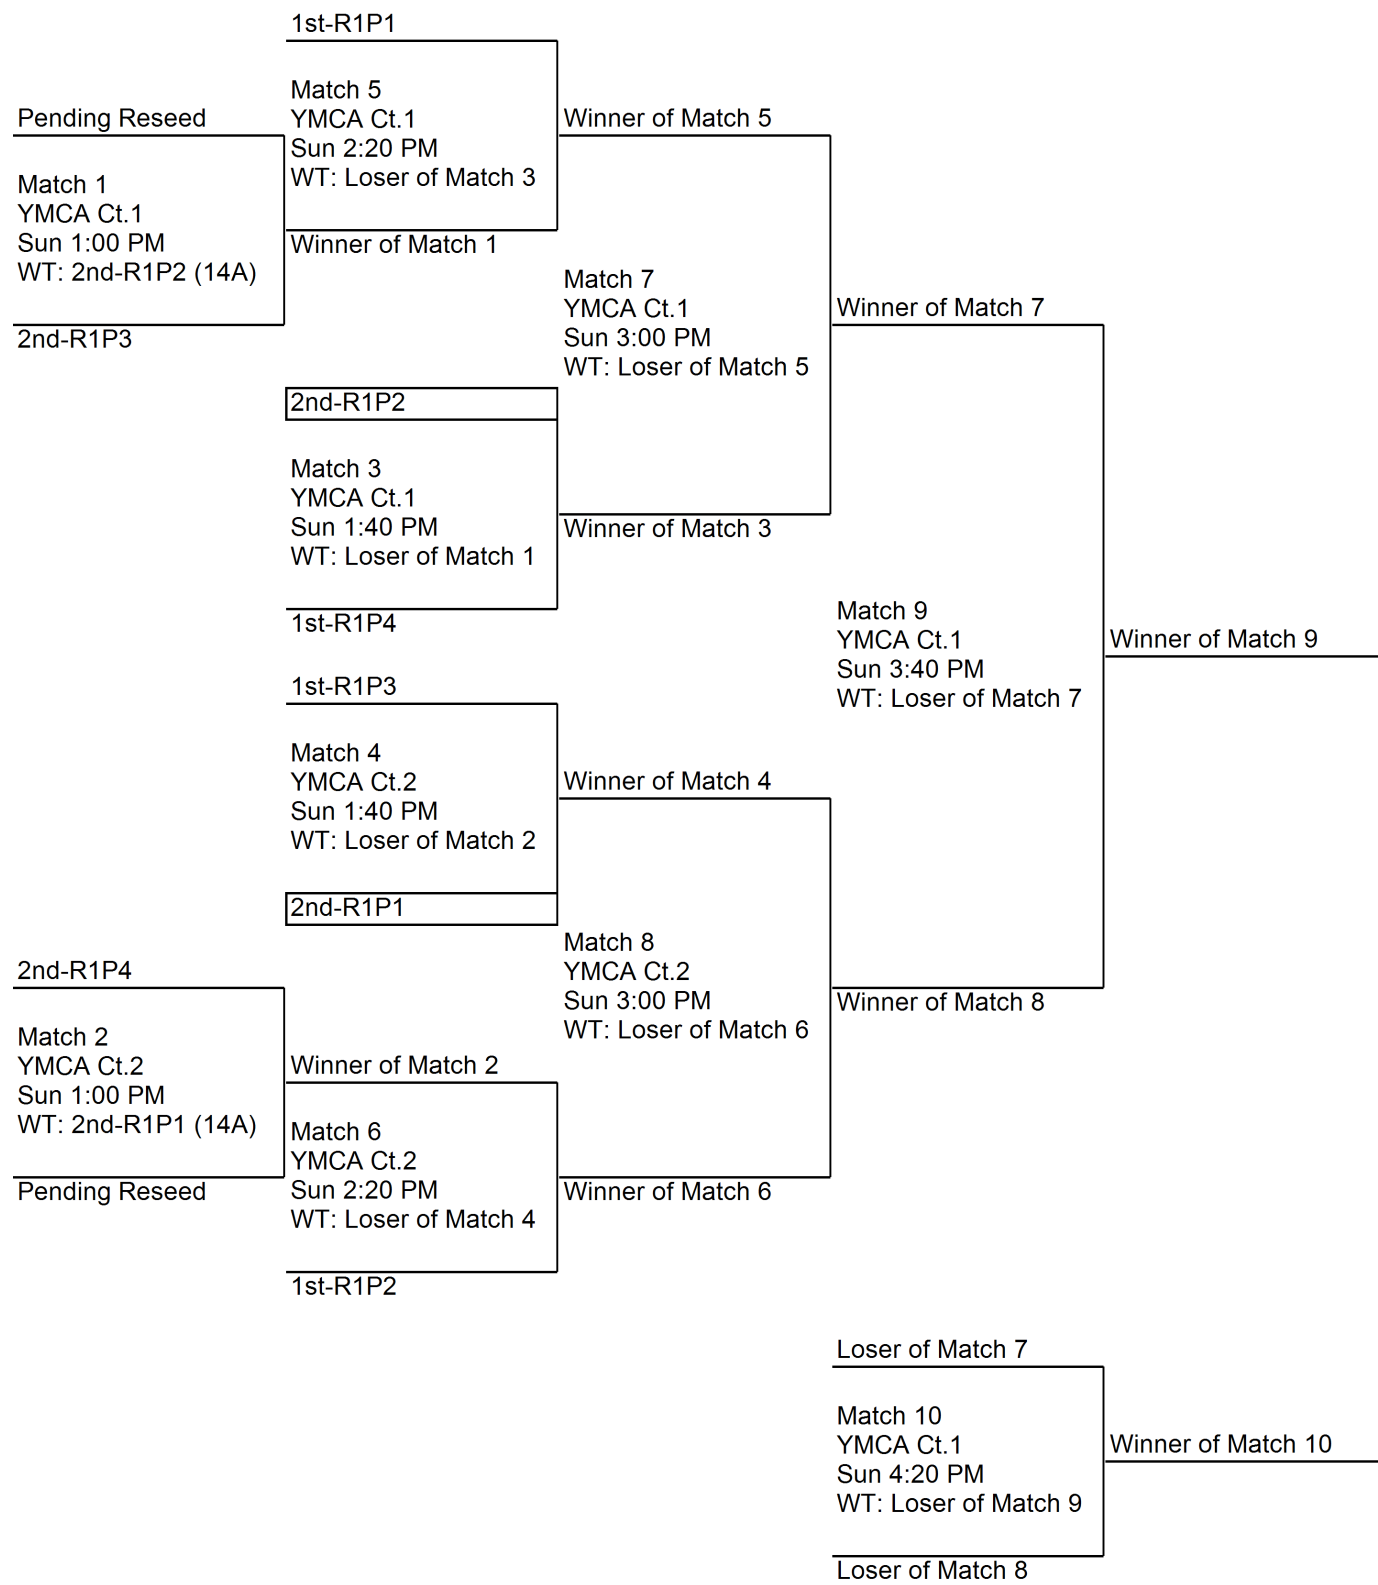 1st-R1P1
Pending Reseed
Match 1
YMCA Ct.1
Sun 1:00 PM
WT: 2nd-R1P2 (14A)
2nd-R1P3
Match 5
YMCA Ct.1
Sun 2:20 PM
WT: Loser of Match 3
Winner of Match 1
Winner of Match 5
Match 7
YMCA Ct.1
Sun 3:00 PM
WT: Loser of Match 5
Winner of Match 7
2nd-R1P2
Match 3
YMCA Ct.1
Sun 1:40 PM
WT: Loser of Match 1
1st-R1P4
Winner of Match 3
Match 9
YMCA Ct.1
Sun 3:40 PM
WT: Loser of Match 7
Winner of Match 9
1st-R1P3
Match 4
YMCA Ct.2
Sun 1:40 PM
WT: Loser of Match 2
2nd-R1P1
Winner of Match 4
Match 8
YMCA Ct.2
Sun 3:00 PM
WT: Loser of Match 6
Winner of Match 8
2nd-R1P4
Match 2
YMCA Ct.2
Sun 1:00 PM
WT: 2nd-R1P1 (14A)
Pending Reseed
Winner of Match 2
Match 6
YMCA Ct.2
Sun 2:20 PM
WT: Loser of Match 4
1st-R1P2
Winner of Match 6
Loser of Match 7
Match 10
YMCA Ct.1
Sun 4:20 PM
WT: Loser of Match 9
Loser of Match 8
Winner of Match 10